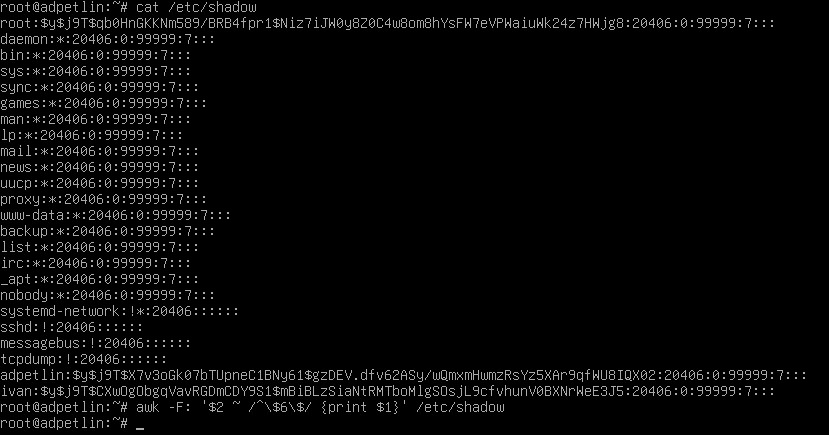 root@adpetlin:~# cat /etc/shadow
root:$y$j9T$qb0HnGKKNm589/BRB4fpr1$Niz7iJW0y8Z0C4w8om8hYsFW7eVPWaiuWk24z7HWjg8:20406:0:99999:7:::
daemon:*:20406:0:99999:7:::
bin:*:20406:0:99999:7:::
sys:*:20406:0:99999:7:::
sync:*:20406:0:99999:7:::
games:*:20406:0:99999:7:::
man:*:20406:0:99999:7:::
lp:*:20406:0:99999:7:::
mail:*:20406:0:99999:7:::
news:*:20406:0:99999:7:::
uucp:*:20406:0:99999:7:::
proxy:*:20406:0:99999:7:::
www-data:*:20406:0:99999:7:::
backup:*:20406:0:99999:7:::
list:*:20406:0:99999:7:::
irc:*:20406:0:99999:7:::
_apt:*:20406:0:99999:7:::
nobody:*:20406:0:99999:7:::
systemd-network:!*:20406::::::
sshd:!:20406::::::
messagebus:!:20406::::::
tcpdump:!:20406::::::
adpetlin:$y$j9T$X7v3oGk07bTUpneC1BNy61$gzDEV.dfv62ASy/wQmxmHwmzRsYz5XAr9qfWU8IQX02:20406:0:99999:7:::
ivan:$y$j9T$CXwOgObgqVavRGDmCDY9S1$mBiBLzSiaNtRMTboMlgSOsjL9cfvhunV0BXNrWeE3J5:20406:0:99999:7:::
root@adpetlin:~# awk -F: '$2 ~ /^\$6\$/ {print $1}' /etc/shadow
root@adpetlin:~# _